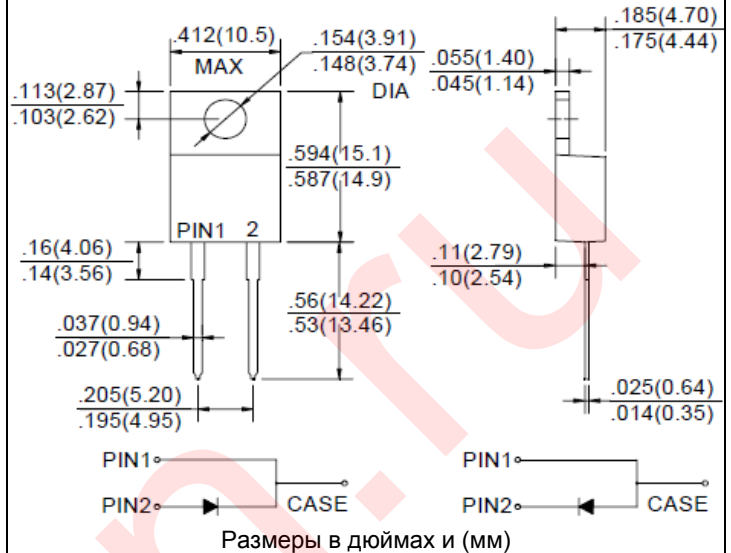 .412(10.5)
MAX
.154(3.91)
.148(3.74)
DIA
.185(4.70)
.175(4.44)
.055(1.40)
.045(1.14)
.113(2.87)
.103(2.62)
.594(15.1)
.587(14.9)
PIN1 2
.16(4.06)
.14(3.56)
.11(2.79)
.10(2.54)
.56(14.22)
.53(13.46)
.037(0.94)
.027(0.68)
.205(5.20)
.195(4.95)
.025(0.64)
.014(0.35)
PIN1
PIN2
CASE
PIN1
PIN2
CASE
Размеры в дюймах и (мм)
n.ru